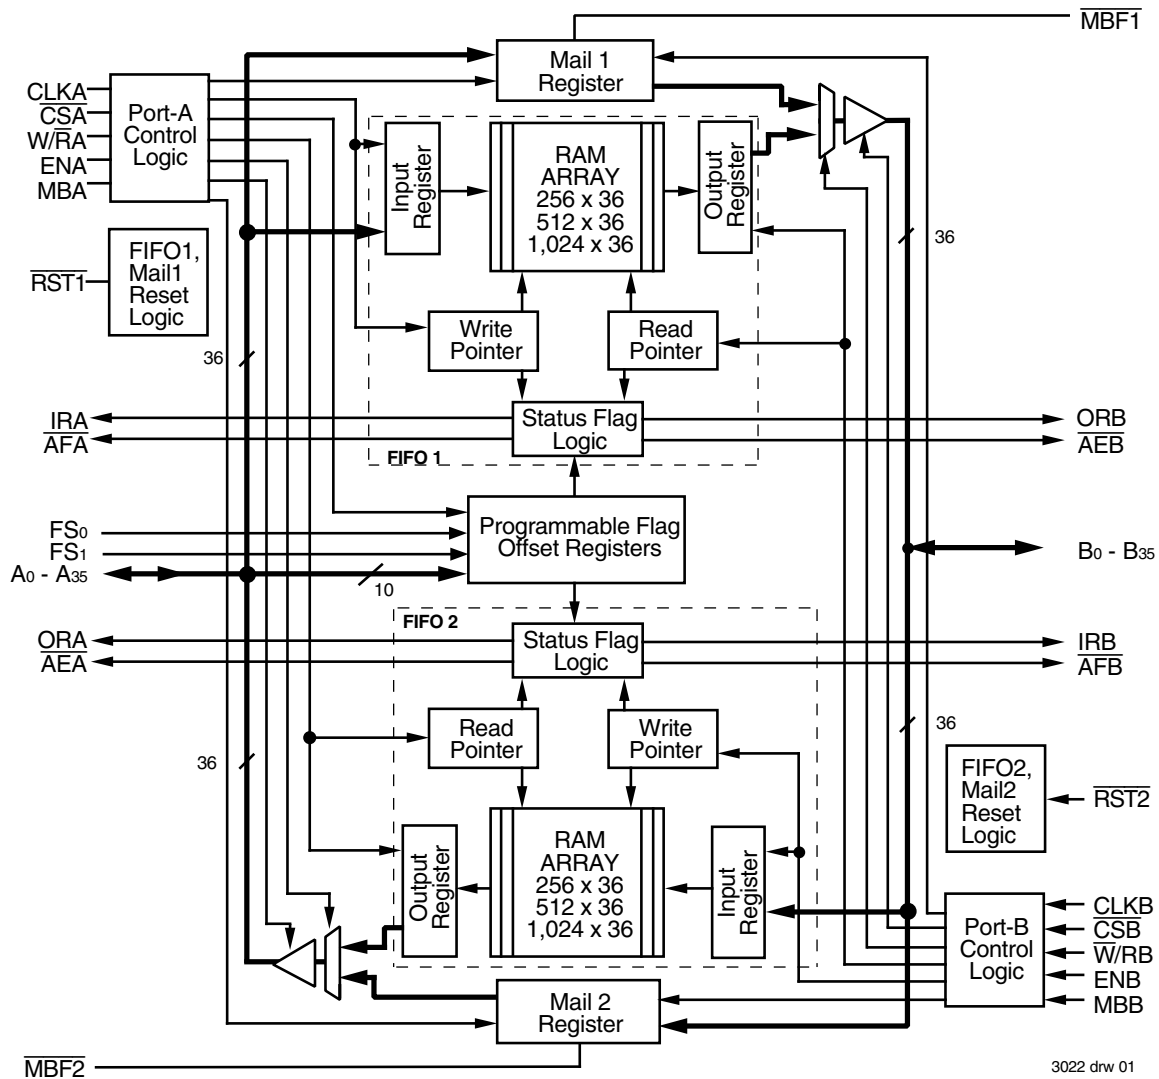 MBF1
Mail 1
Register
CLKA
CSA
W/RA
ENA
MBA
Port-A
Control
Logic
Input
Register
RAM
ARRAY
256 x 36
512 x 36
1,024 x 36
Output
Register
36
RST1
FIFO1,
Mail1
Reset
Logic
Write
Pointer
Read
Pointer
36
IRA
AFA
Status Flag
Logic
ORB
AEB
FIFO 1
FS0
FS1
A0 - A35
Programmable Flag
Offset Registers
10
B0 - B35
FIFO 2
ORA
AEA
Status Flag
Logic
IRB
AFB
Read
Pointer
Write
Pointer
36
36
FIFO2,
Mail2
Reset
Logic
RST2
Output
Register
RAM
ARRAY
256 x 36
512 x 36
1,024 x 36
Input
Register
Port-B
Control
Logic
CLKB
CSB
W/RB
ENB
MBB
Mail 2
Register
MBF2
3022 drw 01